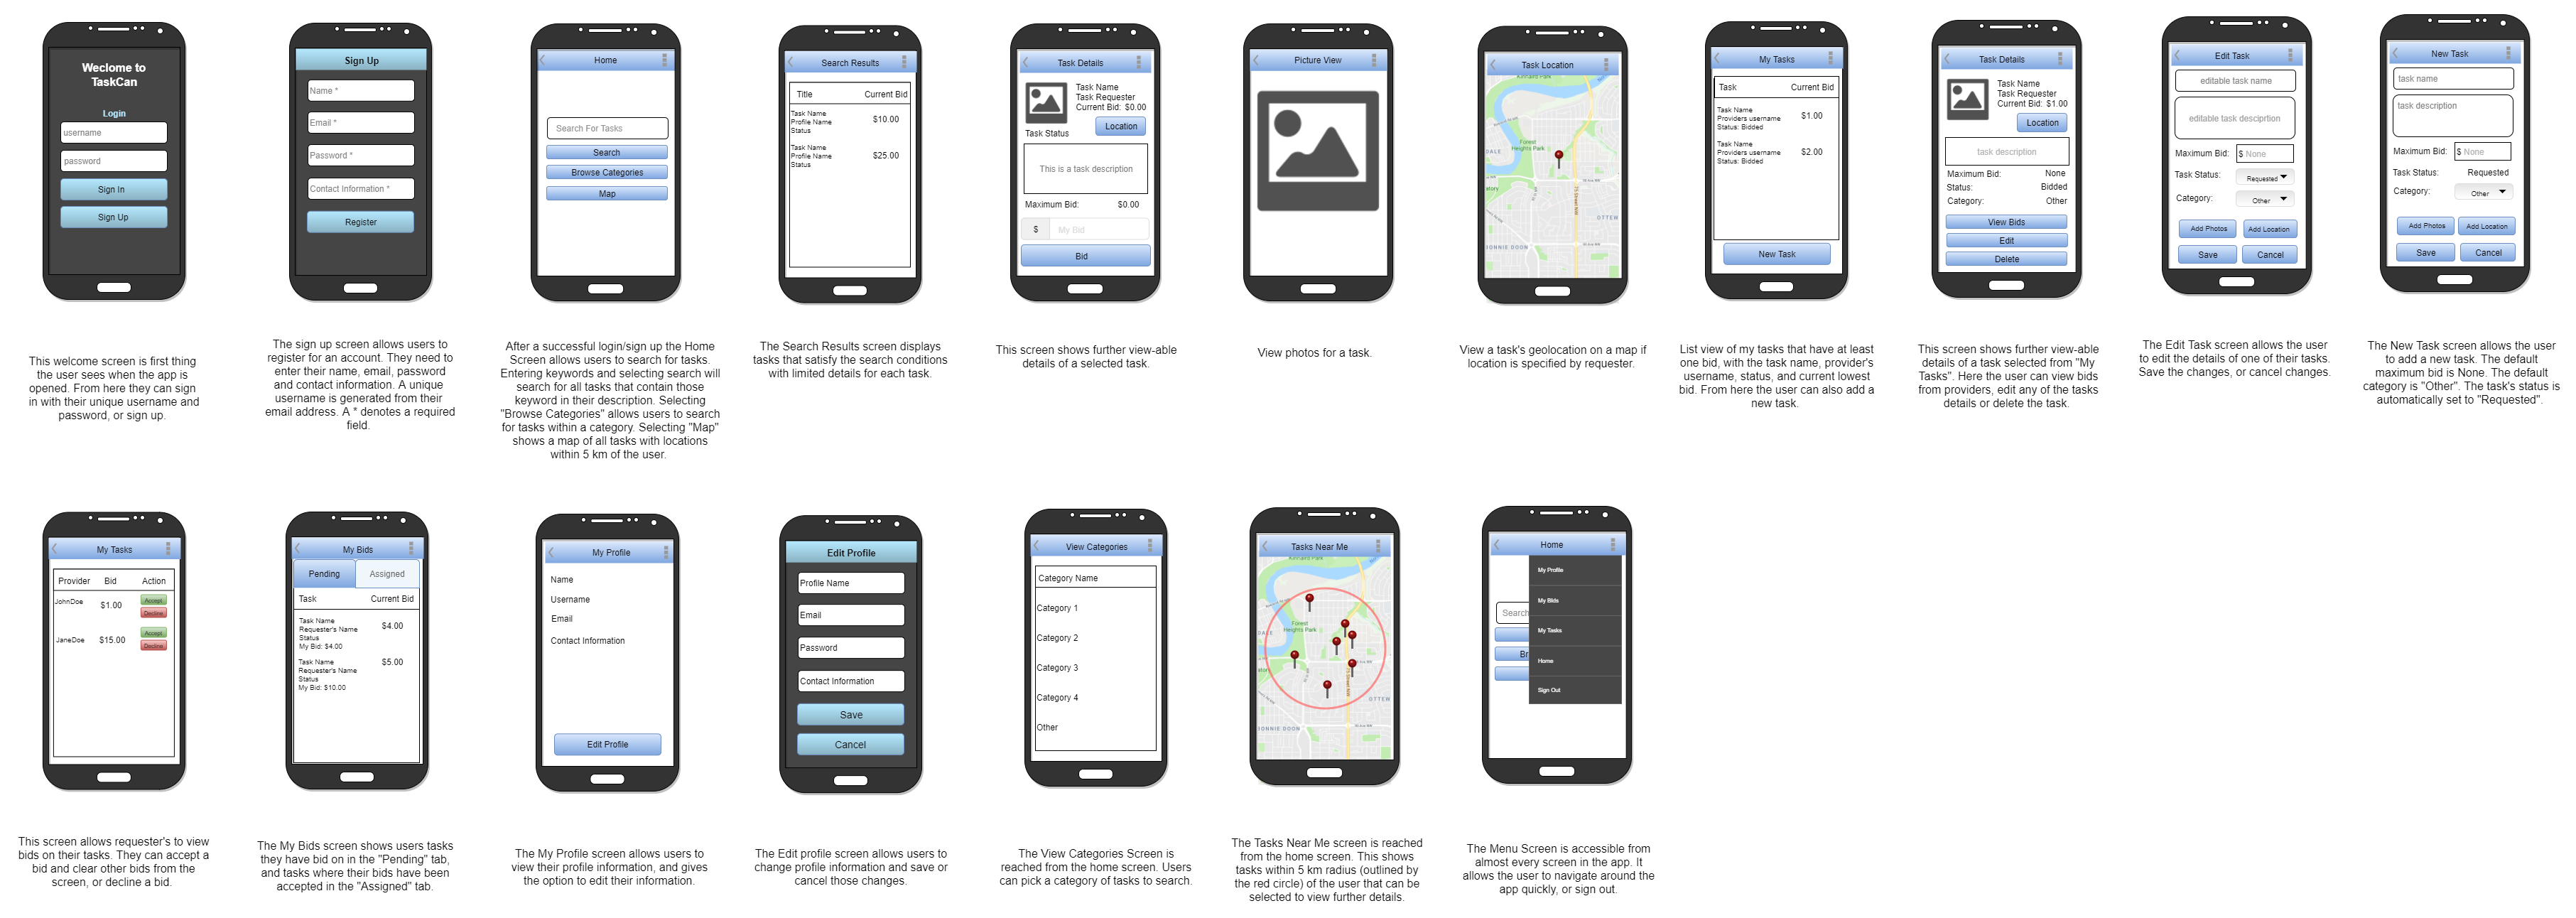 Weclome to
TaskCan
Login
username
password
Sign In
Sign Up
This welcome screen is first thing
the user sees when the app is
opened. From here they can sign
in with their unique username and
password, or sign up.
Sign Up
Name *
Email *
Password *
Contact Information *
Register
The sign up screen allows users to
register for an account. They need to
enter their name, email, password
and contact information. A unique
username is generated from their
email address. A * denotes a required
field.
Home
Search For Tasks
Search
Browse Categories
Map
After a successful login/sign up the Home
Screen allows users to search for tasks.
Entering keywords and selecting search will
search for all tasks that contain those
keyword in their description. Selecting
"Browse Categories" allows users to search
for tasks within a category. Selecting "Map"
shows a map of all tasks with locations
within 5 km of the user.
Search Results
Title Current Bid
Task Name
Profile Name
Status
$10.00
Task Name
Profile Name
Status
$25.00
The Search Results screen displays
tasks that satisfy the search conditions
with limited details for each task.
Task Details
Task Name
Task Requester
Current Bid: $0.00
Task Status
Location
This is a task description
Maximum Bid: $0.00
$ My Bid
Bid
This screen shows further view-able
details of a selected task.
Picture View
View photos for a task.
Task Location
Forest
Heights Park
BONNIE DOON
OTTEN
View a task's geolocation on a map if
location is specified by requester.
My Tasks
Task Current Bid
Task Name
Providers username
Status: Bidded
$1.00
Task Name
Providers username
Status: Bidded
$2.00
New Task
List view of my tasks that have at least
one bid, with the task name, provider's
username, status, and current lowest
bid. From here the user can also add a
new task.
Task Details
Task Name
Task Requester
Current Bid: $1.00
Location
task description
Maximum Bid: None
Status: Bidded
Category: Other
View Bids
Edit
Delete
This screen shows further view-able
details of a task selected from "My
Tasks". Here the user can view bids
from providers, edit any of the tasks
details or delete the task.
Edit Task
editable task name
editable task desciprtion
Maximum Bid: $ None
Task Status: Requested
Category: Other
Add Photos Add Location
Save Cancel
The Edit Task screen allows the user
to edit the details of one of their tasks.
Save the changes, or cancel changes.
New Task
task name
task description
Maximum Bid: $ None
Task Status: Requested
Category: Other
Add Photos Add Location
Save Cancel
The New Task screen allows the user
to add a new task. The default
maximum bid is None. The default
category is "Other". The task's status is
automatically set to "Requested".
My Tasks
Provider Bid Action
JohnDoe $1.00 Accept
Decline
JaneDoe $15.00 Accept
Decline
This screen allows requester's to view
bids on their tasks. They can accept a
bid and clear other bids from the
screen, or decline a bid.
My Bids
Pending Assigned
Task Current Bid
Task Name
Requester's Name
Status
My Bid: $4.00
$4.00
Task Name
Requester's Name
Status
My Bid: $10.00
$5.00
The My Bids screen shows users tasks
they have bid on in the "Pending" tab,
and tasks where their bids have been
accepted in the "Assigned" tab.
My Profile
Name
Username
Email
Contact Information
Edit Profile
The My Profile screen allows users to
view their profile information, and gives
the option to edit their information.
Edit Profile
Profile Name
Email
Password
Contact Information
Save
Cancel
The Edit profile screen allows users to
change profile information and save or
cancel those changes.
View Categories
Category Name
Category 1
Category 2
Category 3
Category 4
Other
The View Categories Screen is
reached from the home screen. Users
can pick a category of tasks to search.
Tasks Near Me
Forest
Heights Park
BONNIE DOON
OTTEN
The Tasks Near Me screen is reached
from the home screen. This shows
tasks within 5 km radius (outlined by
the red circle) of the user that can be
selected to view further details.
Home
Search
Br
My Profile
My Bids
My Tasks
Home
Sign Out
The Menu Screen is accessible from
almost every screen in the app. It
allows the user to navigate around the
app quickly, or sign out.